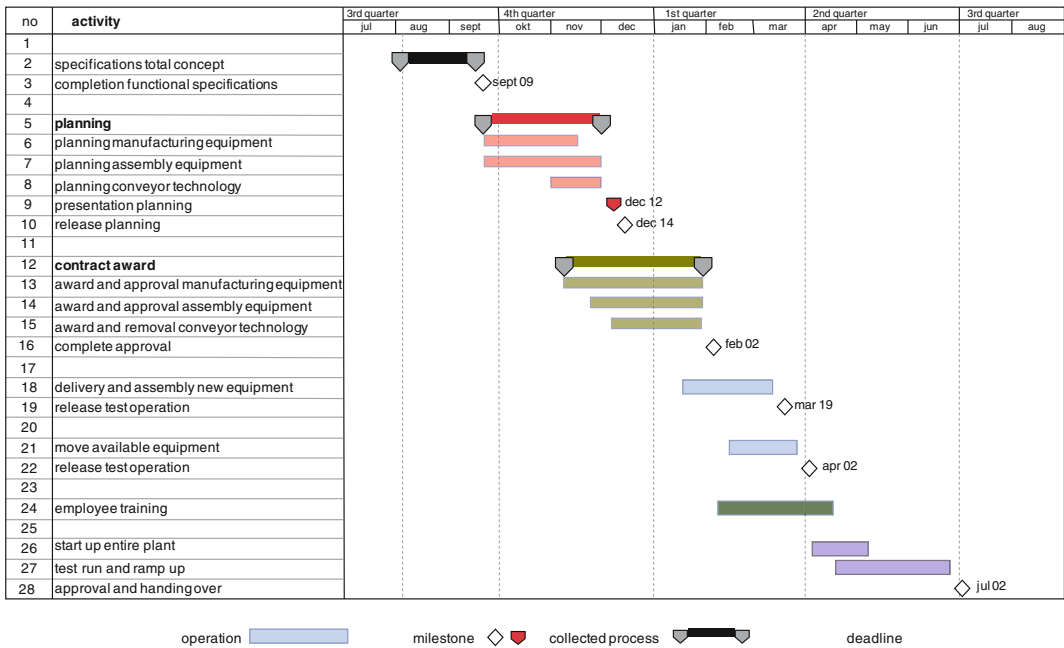 no activity 3rd quarter 4th quarter 1st quarter 2nd quarter 3rd quarter
jul aug sept okt nov dec jan feb mar apr may jun jul aug
1
2 specifications total concept
3 completion functional specifications sept 09
4
5 planning
6 planning manufacturing equipment
7 planning assembly equipment
8 planning conveyor technology
9 presentation planning dec 12
10 release planning dec 14
11
12 contract award
13 award and approval manufacturing equipment
14 award and approval assembly equipment
15 award and removal conveyor technology
16 complete approval feb 02
17
18 delivery and assembly new equipment
19 release test operation mar 19
20
21 move available equipment
22 release test operation apr 02
23
24 employee training
25
26 start up entire plant
27 test run and ramp up
28 approval and handing over jul 02
operation milestone collected process deadline